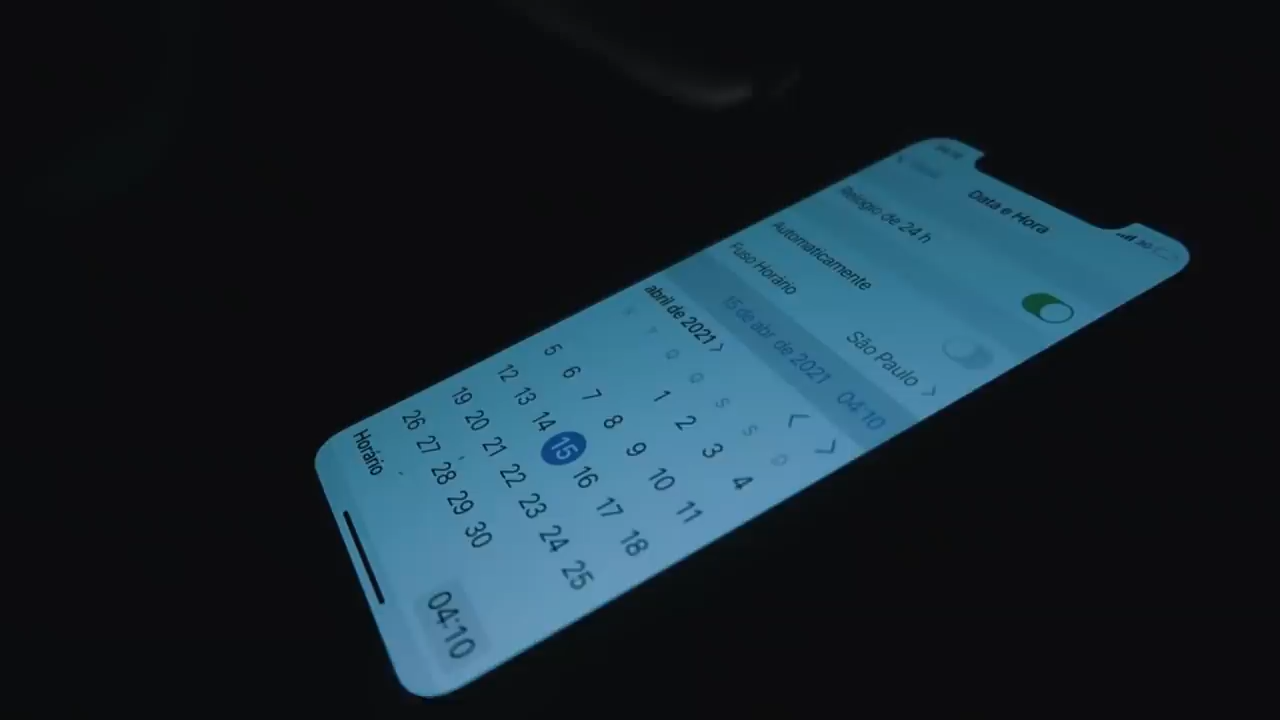 3G
Data e Hora
Relógio de 24 h
Automaticamente
Fuso Horário São Paulo >
15 de abr de 2021 04:10
abril de 2021 > < >
S T Q Q S S D
1 2 3 4
5 6 7 8 9 10 11
12 13 14 15 16 17 18
19 20 21 22 23 24 25
26 27 28 29 30
Horário 04:10